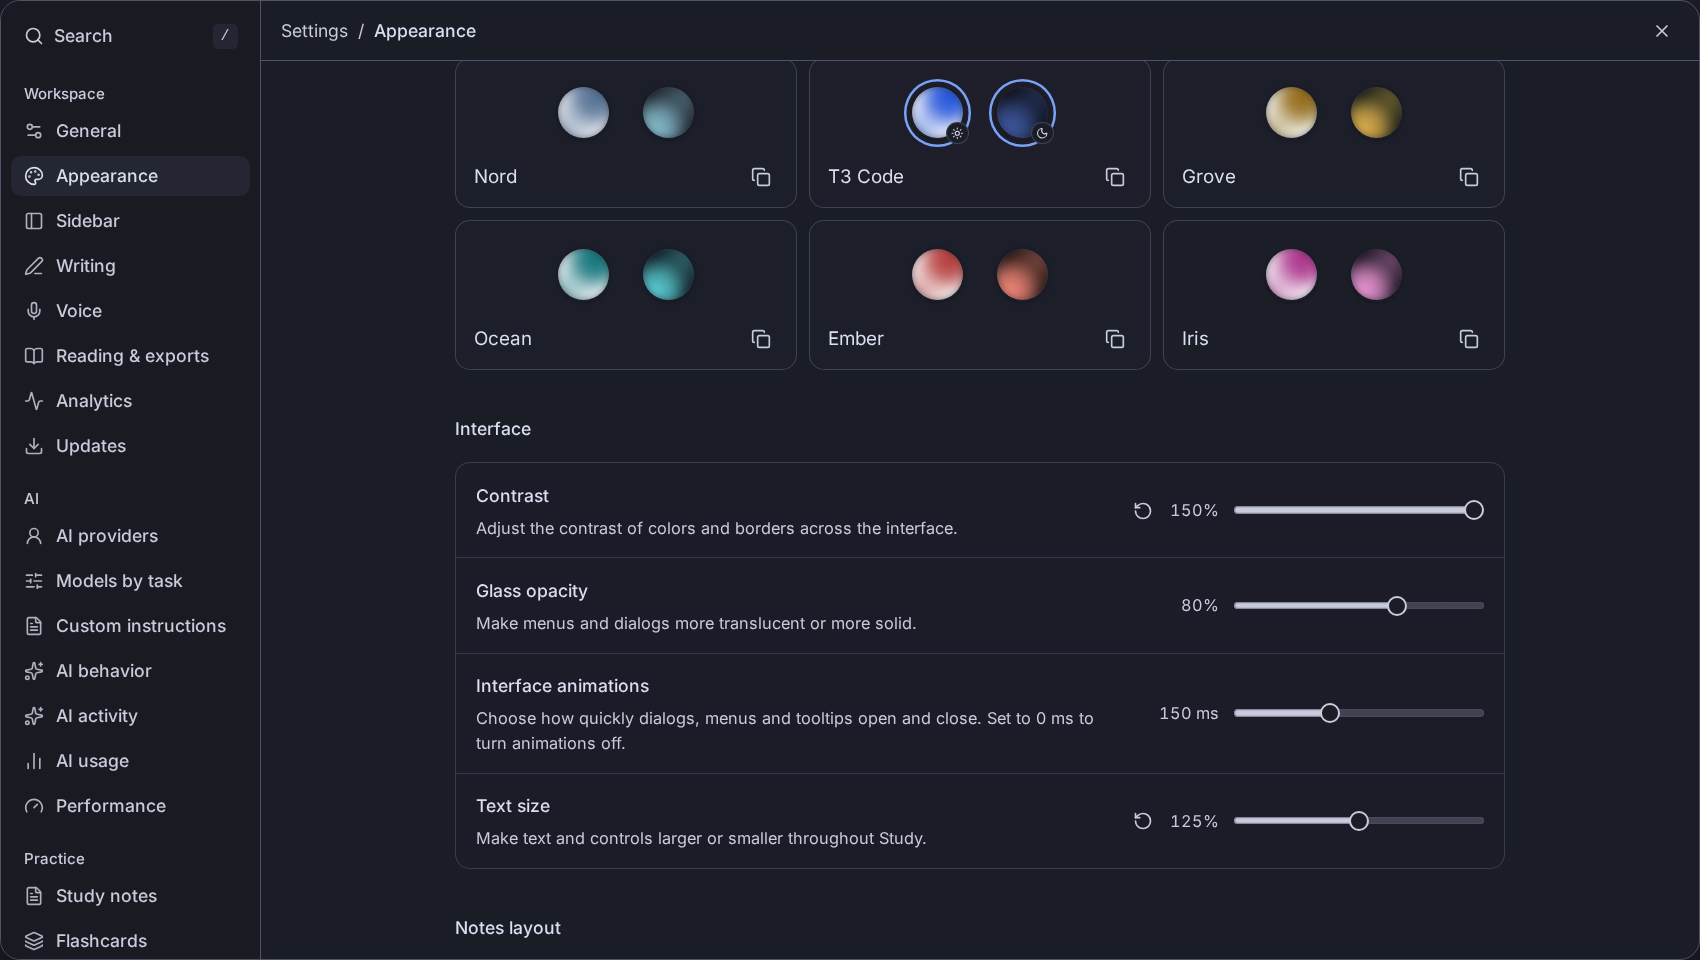 Search
/
Settings / Appearance
Workspace
General
Appearance
Sidebar
Writing
Voice
Reading & exports
Analytics
Updates
AI
AI providers
Models by task
Custom instructions
AI behavior
AI activity
AI usage
Performance
Practice
Study notes
Flashcards
Nord
T3 Code
Grove
Ocean
Ember
Iris
Interface
Contrast
Adjust the contrast of colors and borders across the interface.
150%
Glass opacity
Make menus and dialogs more translucent or more solid.
80%
Interface animations
Choose how quickly dialogs, menus and tooltips open and close. Set to 0 ms to
turn animations off.
150 ms
Text size
Make text and controls larger or smaller throughout Study.
125%
Notes layout